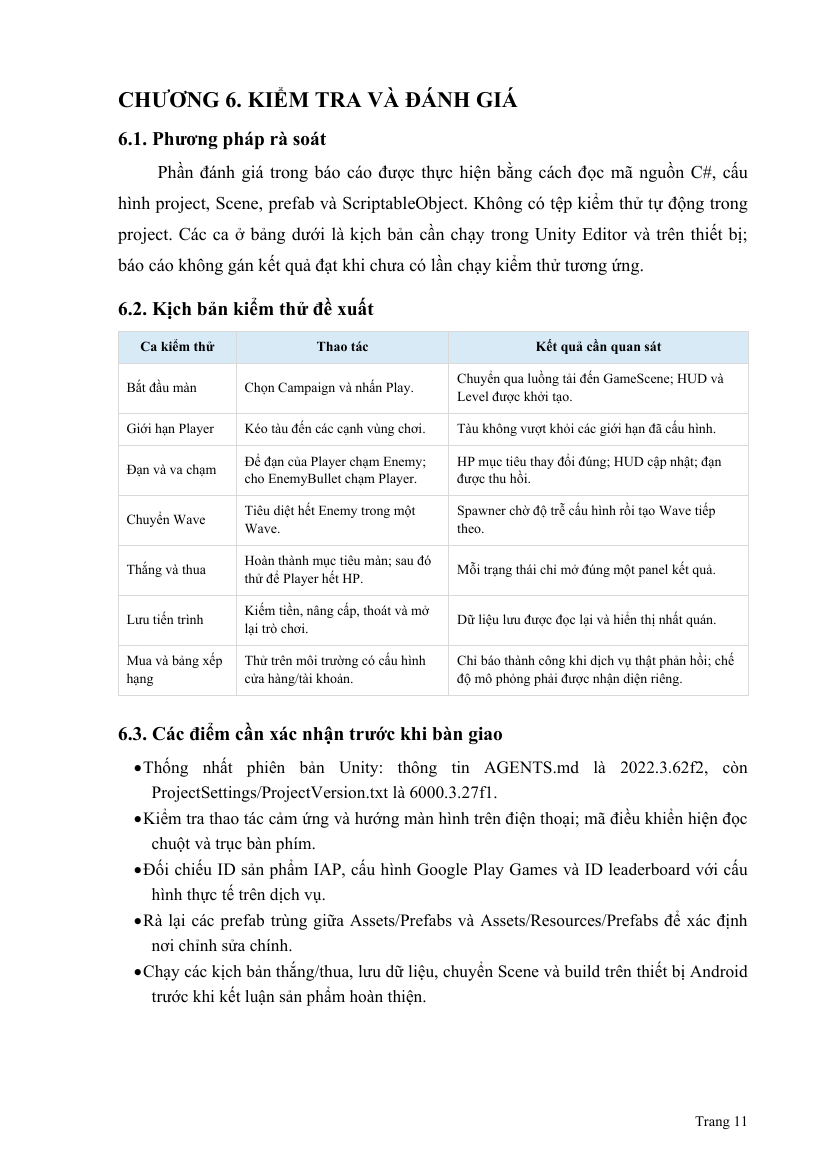 CHƯƠNG 6. KIỂM TRA VÀ ĐÁNH GIÁ
6.1. Phương pháp rà soát
Phần đánh giá trong báo cáo được thực hiện bằng cách đọc mã nguồn C#, cấu
hình project, Scene, prefab và ScriptableObject. Không có tệp kiểm thử tự động trong
project. Các ca ở bảng dưới là kịch bản cần chạy trong Unity Editor và trên thiết bị;
báo cáo không gán kết quả đạt khi chưa có lần chạy kiểm thử tương ứng.
6.2. Kịch bản kiểm thử đề xuất
Ca kiểm thử Thao tác Kết quả cần quan sát
Bắt đầu màn Chọn Campaign và nhấn Play. Chuyển qua luồng tải đến GameScene; HUD và
Level được khởi tạo.
Giới hạn Player Kéo tàu đến các cạnh vùng chơi. Tàu không vượt khỏi các giới hạn đã cấu hình.
Đạn và va chạm Để đạn của Player chạm Enemy;
cho EnemyBullet chạm Player.
HP mục tiêu thay đổi đúng; HUD cập nhật; đạn
được thu hồi.
Chuyển Wave Tiêu diệt hết Enemy trong một
Wave.
Spawner chờ độ trễ cấu hình rồi tạo Wave tiếp
theo.
Thắng và thua Hoàn thành mục tiêu màn; sau đó
thử để Player hết HP.
Mỗi trạng thái chỉ mở đúng một panel kết quả.
Lưu tiến trình Kiếm tiền, nâng cấp, thoát và mở
lại trò chơi.
Dữ liệu lưu được đọc lại và hiển thị nhất quán.
Mua và bảng xếp
hạng
Thử trên môi trường có cấu hình
cửa hàng/tài khoản.
Chỉ báo thành công khi dịch vụ thật phản hồi; chế
độ mô phỏng phải được nhận diện riêng.
6.3. Các điểm cần xác nhận trước khi bàn giao
•Thống nhất phiên bản Unity: thông tin AGENTS.md là 2022.3.62f2, còn
ProjectSettings/ProjectVersion.txt là 6000.3.27f1.
•Kiểm tra thao tác cảm ứng và hướng màn hình trên điện thoại; mã điều khiển hiện đọc
chuột và trục bàn phím.
•Đối chiếu ID sản phẩm IAP, cấu hình Google Play Games và ID leaderboard với cấu
hình thực tế trên dịch vụ.
•Rà lại các prefab trùng giữa Assets/Prefabs và Assets/Resources/Prefabs để xác định
nơi chỉnh sửa chính.
•Chạy các kịch bản thắng/thua, lưu dữ liệu, chuyển Scene và build trên thiết bị Android
trước khi kết luận sản phẩm hoàn thiện.
Trang 11